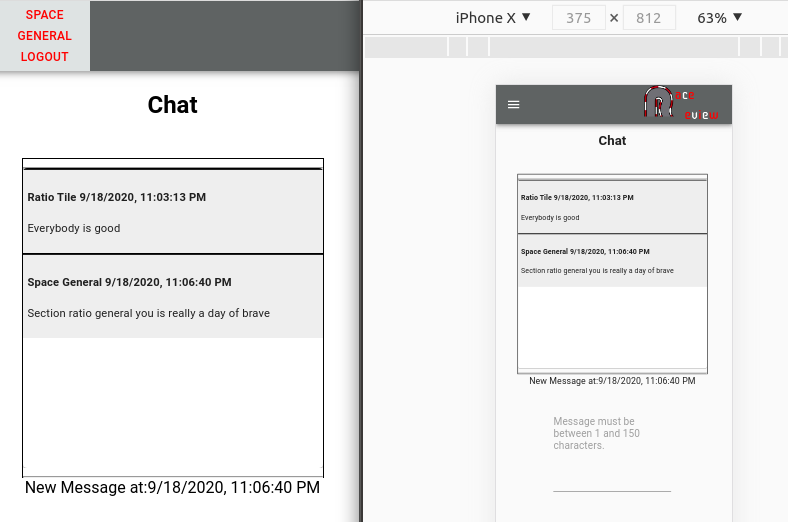 SPACE
GENERAL
LOGOUT
Chat
Ratio Tile 9/18/2020, 11:03:13 PM
Everybody is good
Space General 9/18/2020, 11:06:40 PM
Section ratio general you is really a day of brave
New Message at:9/18/2020, 11:06:40 PM
iPhone X ▼ 375 × 812 63% ▼
Chat
Ratio Tile 9/18/2020, 11:03:13 PM
Everybody is good
Space General 9/18/2020, 11:06:40 PM
Section ratio general you is really a day of brave
New Message at:9/18/2020, 11:06:40 PM
Message must be
between 1 and 150
characters.